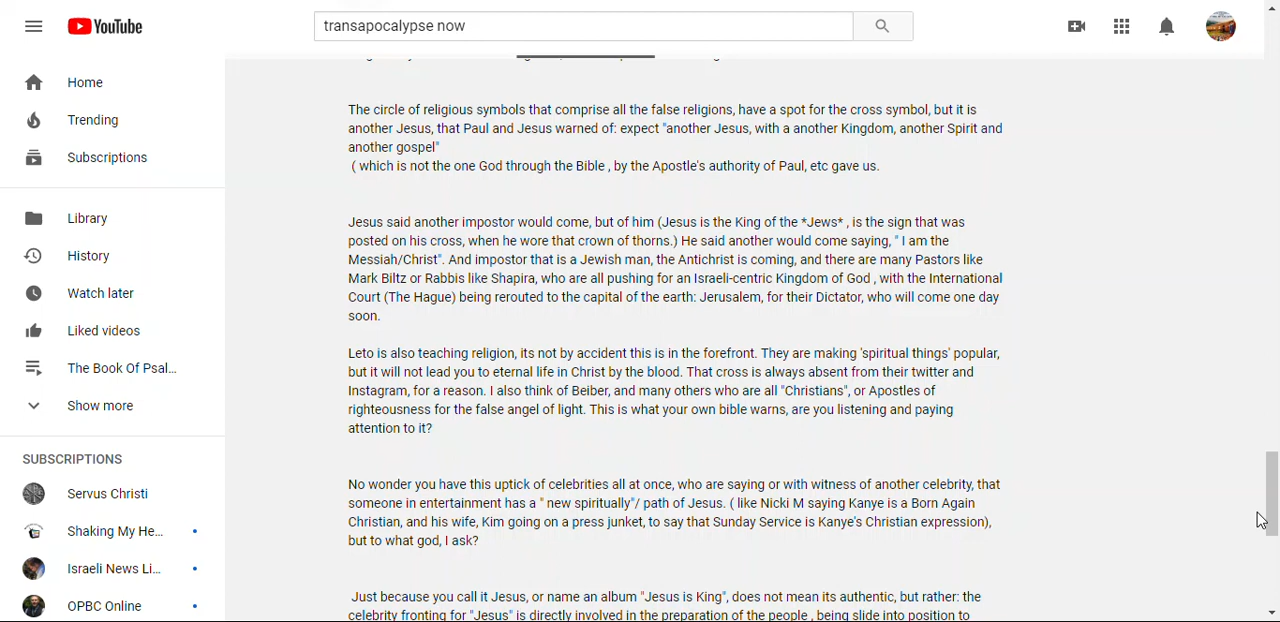 YouTube
transapocalypse now
Home
Trending
Subscriptions
Library
History
Watch later
Liked videos
The Book Of Psal...
Show more
SUBSCRIPTIONS
Servus Christi
Shaking My He...
Israeli News Li...
OPBC Online
The circle of religious symbols that comprise all the false religions, have a spot for the cross symbol, but it is
another Jesus, that Paul and Jesus warned of: expect "another Jesus, with a another Kingdom, another Spirit and
another gospel"
( which is not the one God through the Bible , by the Apostle's authority of Paul, etc gave us.
Jesus said another impostor would come, but of him (Jesus is the King of the *Jews* , is the sign that was
posted on his cross, when he wore that crown of thorns.) He said another would come saying, " I am the
Messiah/Christ". And impostor that is a Jewish man, the Antichrist is coming, and there are many Pastors like
Mark Biltz or Rabbis like Shapira, who are all pushing for an Israeli-centric Kingdom of God , with the International
Court (The Hague) being rerouted to the capital of the earth: Jerusalem, for their Dictator, who will come one day
soon.
Leto is also teaching religion, its not by accident this is in the forefront. They are making 'spiritual things' popular,
but it will not lead you to eternal life in Christ by the blood. That cross is always absent from their twitter and
Instagram, for a reason. I also think of Beiber, and many others who are all "Christians", or Apostles of
righteousness for the false angel of light. This is what your own bible warns, are you listening and paying
attention to it?
No wonder you have this uptick of celebrities all at once, who are saying or with witness of another celebrity, that
someone in entertainment has a " new spiritually"/ path of Jesus. ( like Nicki M saying Kanye is a Born Again
Christian, and his wife, Kim going on a press junket, to say that Sunday Service is Kanye's Christian expression),
but to what god, I ask?
Just because you call it Jesus, or name an album "Jesus is King", does not mean its authentic, but rather: the
celebrity fronting for "Jesus" is directly involved in the preparation of the people , being slide into position to